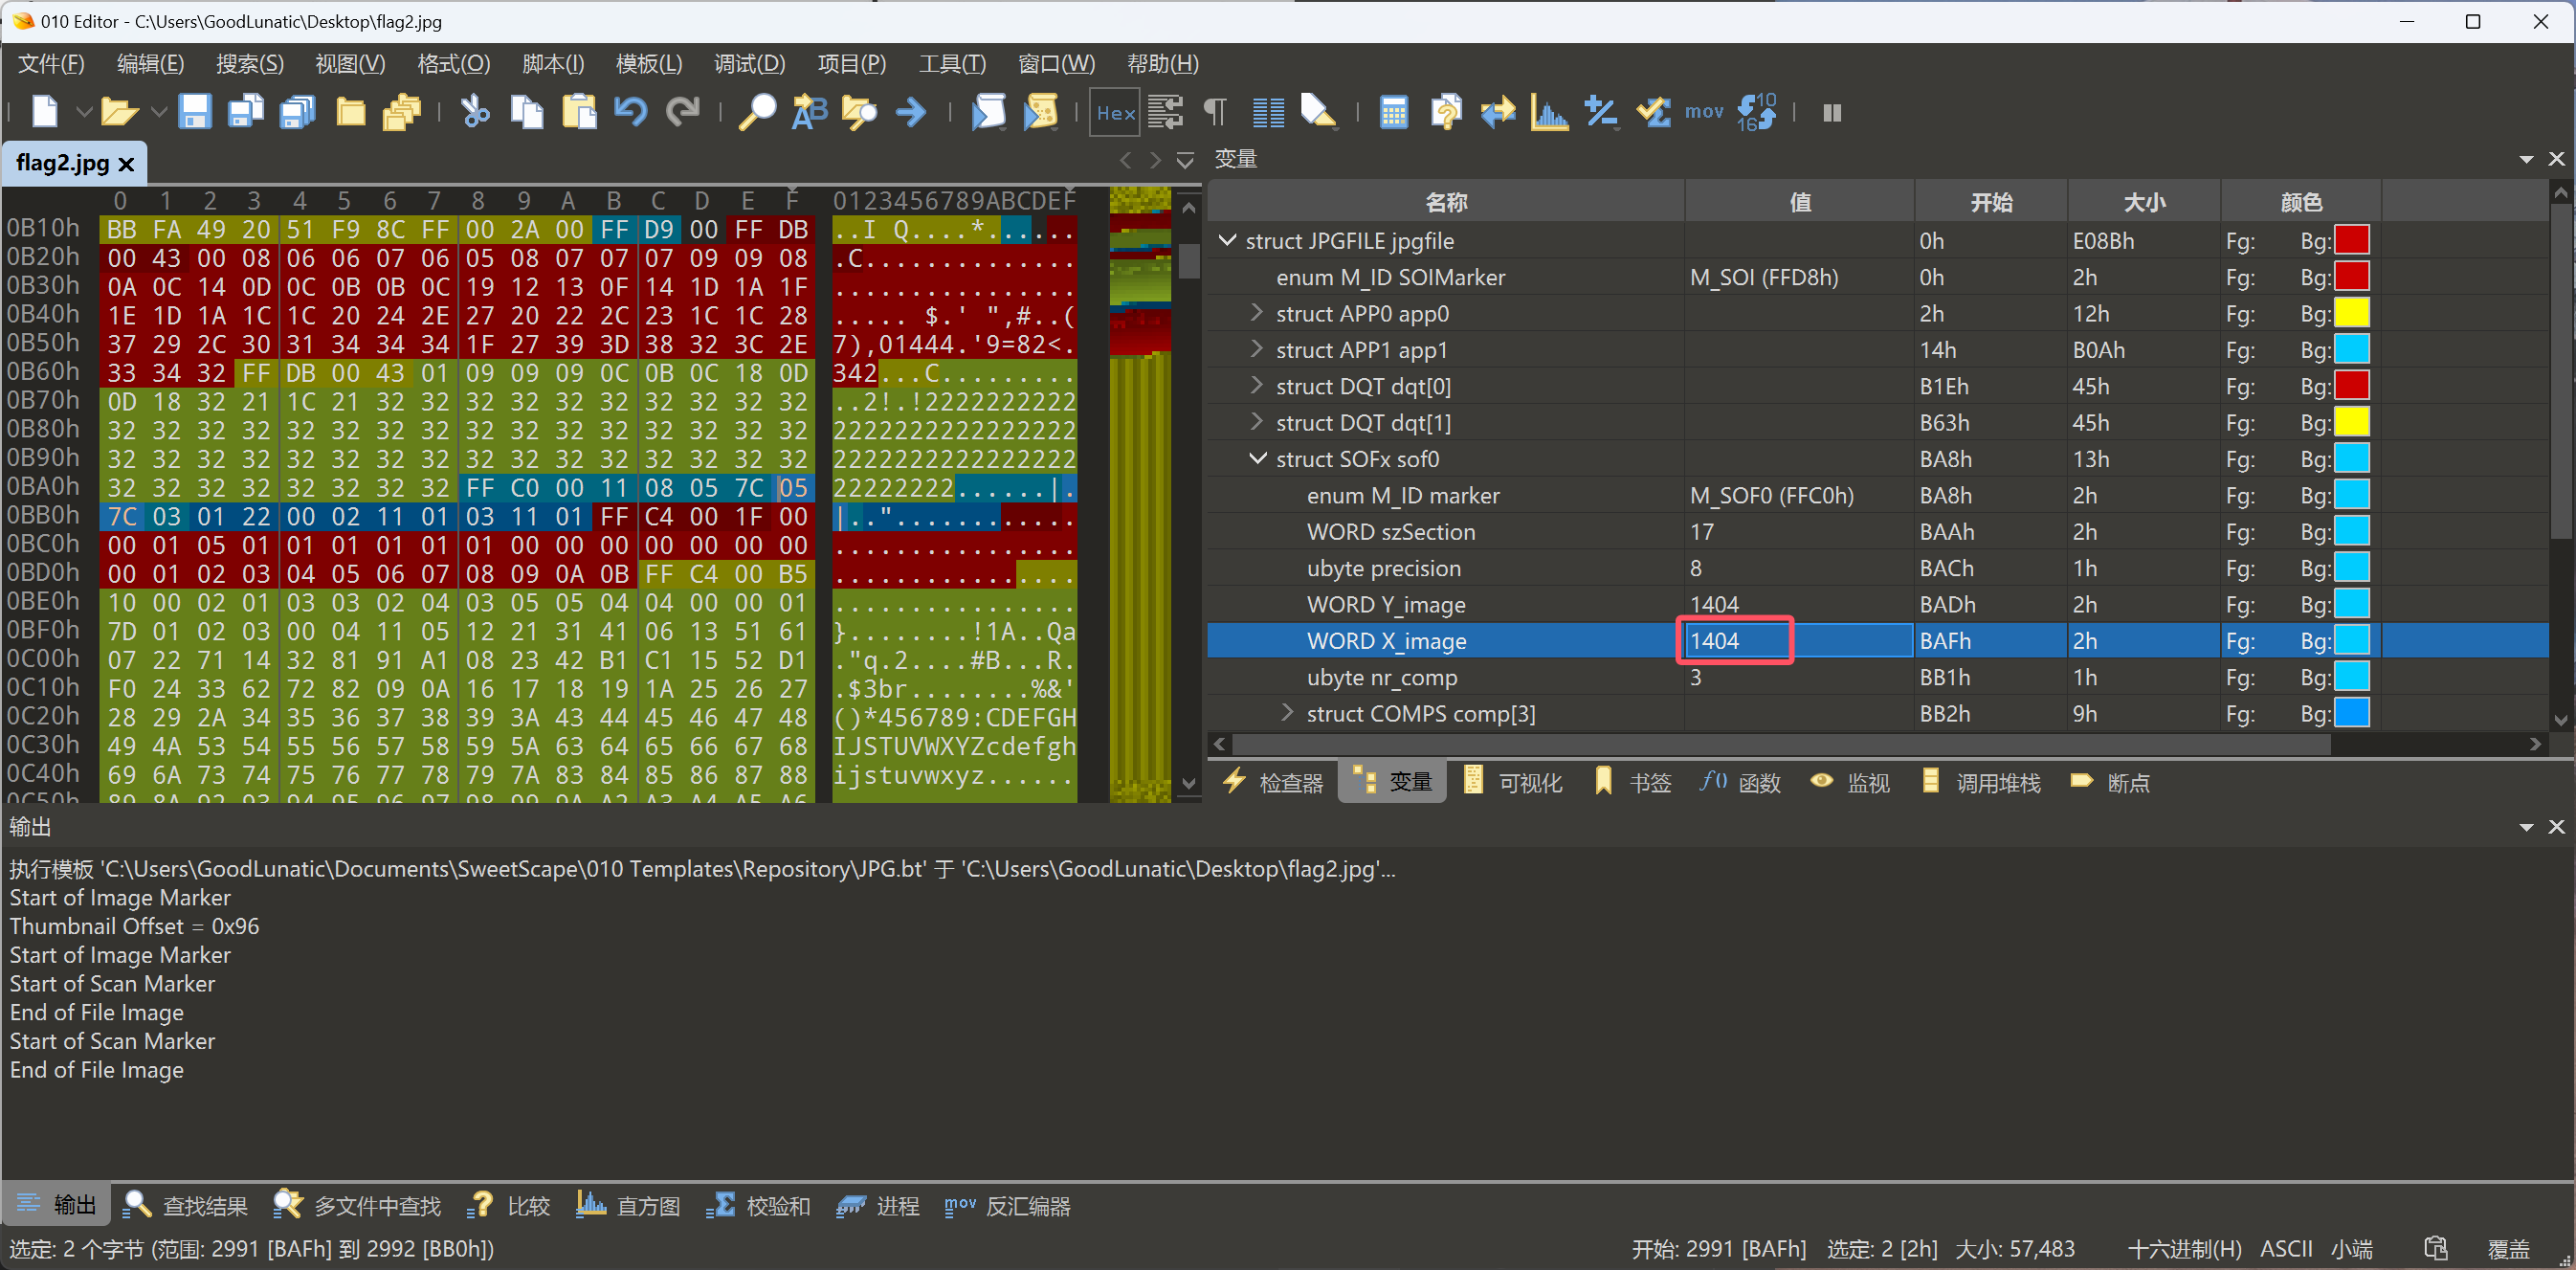 010 Editor - C:\Users\GoodLunatic\Desktop\flag2.jpg
文件(F) 编辑(E) 搜索(S) 视图(V) 格式(O) 脚本(I) 模板(L) 调试(D) 项目(P) 工具(T) 窗口(W) 帮助(H)
Hex mov
flag2.jpg
0 1 2 3 4 5 6 7 8 9 A B C D E F 0123456789ABCDEF
0B10h BB FA 49 20 51 F9 8C FF 00 2A 00 FF D9 00 FF DB ..I Q....*......
0B20h 00 43 00 08 06 06 07 06 05 08 07 07 07 09 09 08 .C..............
0B30h 0A 0C 14 0D 0C 0B 0B 0C 19 12 13 0F 14 1D 1A 1F ................
0B40h 1E 1D 1A 1C 1C 20 24 2E 27 20 22 2C 23 1C 1C 28 ..... $.' ",#..(
0B50h 37 29 2C 30 31 34 34 34 1F 27 39 3D 38 32 3C 2E 7),01444.'9=82<.
0B60h 33 34 32 FF DB 00 43 01 09 09 09 0C 0B 0C 18 0D 342...C.........
0B70h 0D 18 32 21 1C 21 32 32 32 32 32 32 32 32 32 32 ..2!.!2222222222
0B80h 32 32 32 32 32 32 32 32 32 32 32 32 32 32 32 32 2222222222222222
0B90h 32 32 32 32 32 32 32 32 32 32 32 32 32 32 32 32 2222222222222222
0BA0h 32 32 32 32 32 32 32 32 FF C0 00 11 08 05 7C 05 22222222......|.
0BB0h 7C 03 01 22 00 02 11 01 03 11 01 FF C4 00 1F 00 |.."............
0BC0h 00 01 05 01 01 01 01 01 01 00 00 00 00 00 00 00 ................
0BD0h 00 01 02 03 04 05 06 07 08 09 0A 0B FF C4 00 B5 ................
0BE0h 10 00 02 01 03 03 02 04 03 05 05 04 04 00 00 01 ................
0BF0h 7D 01 02 03 00 04 11 05 12 21 31 41 06 13 51 61 }........!1A..Qa
0C00h 07 22 71 14 32 81 91 A1 08 23 42 B1 C1 15 52 D1 ."q.2....#B...R.
0C10h F0 24 33 62 72 82 09 0A 16 17 18 19 1A 25 26 27 .$3br........%&'
0C20h 28 29 2A 34 35 36 37 38 39 3A 43 44 45 46 47 48 ()*456789:CDEFGH
0C30h 49 4A 53 54 55 56 57 58 59 5A 63 64 65 66 67 68 IJSTUVWXYZcdefgh
0C40h 69 6A 73 74 75 76 77 78 79 7A 83 84 85 86 87 88 ijstuvwxyz......
变量
名称 值 开始 大小 颜色
struct JPGFILE jpgfile 0h E08Bh Fg: Bg:
enum M_ID SOIMarker M_SOI (FFD8h) 0h 2h Fg: Bg:
struct APP0 app0 2h 12h Fg: Bg:
struct APP1 app1 14h B0Ah Fg: Bg:
struct DQT dqt[0] B1Eh 45h Fg: Bg:
struct DQT dqt[1] B63h 45h Fg: Bg:
struct SOFx sof0 BA8h 13h Fg: Bg:
enum M_ID marker M_SOF0 (FFC0h) BA8h 2h Fg: Bg:
WORD szSection 17 BAAh 2h Fg: Bg:
ubyte precision 8 BACh 1h Fg: Bg:
WORD Y_image 1404 BADh 2h Fg: Bg:
WORD X_image 1404 BAFh 2h Fg: Bg:
ubyte nr_comp 3 BB1h 1h Fg: Bg:
struct COMPS comp[3] BB2h 9h Fg: Bg:
检查器 变量 可视化 书签 f() 函数 监视 调用堆栈 断点
输出
执行模板 'C:\Users\GoodLunatic\Documents\SweetScape\010 Templates\Repository\JPG.bt' 于 'C:\Users\GoodLunatic\Desktop\flag2.jpg'...
Start of Image Marker
Thumbnail Offset = 0x96
Start of Image Marker
Start of Scan Marker
End of File Image
Start of Scan Marker
End of File Image
输出 查找结果 多文件中查找 比较 直方图 校验和 进程 mov 反汇编器
选定: 2 个字节 (范围: 2991 [BAFh] 到 2992 [BB0h]) 开始: 2991 [BAFh] 选定: 2 [2h] 大小: 57,483 十六进制(H) ASCII 小端 覆盖